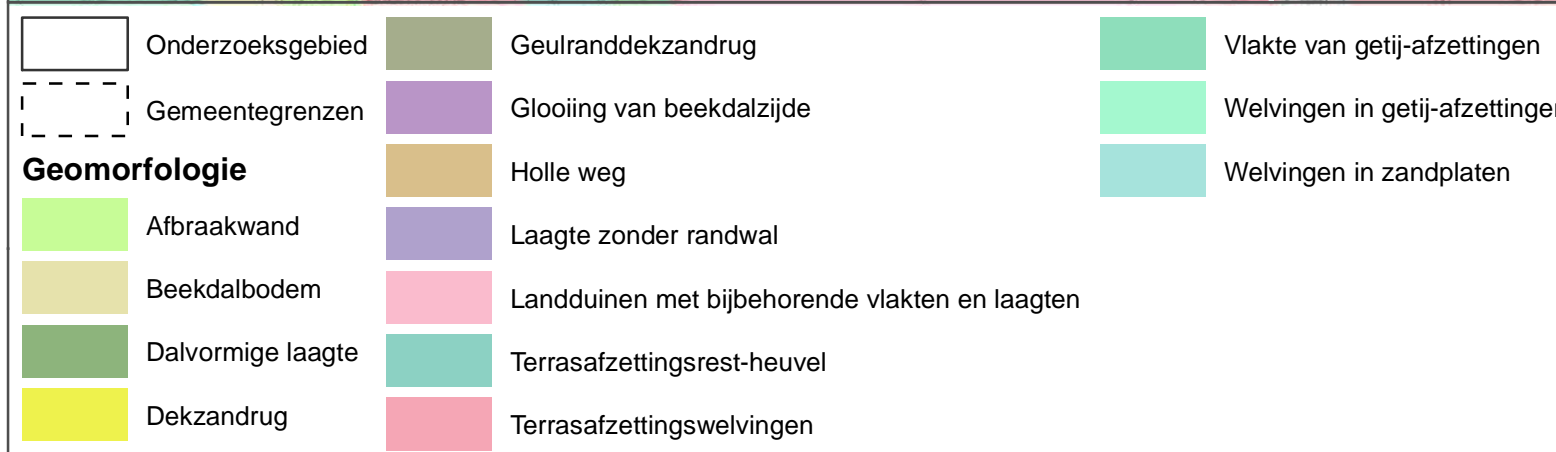 Onderzoeksgebied
Gemeentegrenzen
Geomorfologie
Afbraakwand
Beekdalbodem
Dalvormige laagte
Dekzandrug
Geulranddekzandrug
Glooiing van beekdalzijde
Holle weg
Laagte zonder randwal
Landduinen met bijbehorende vlakten en laagten
Terrasafzettingsrest-heuvel
Terrasafzettingswelvingen
Vlakte van getij-afzettingen
Welvingen in getij-afzettingen
Welvingen in zandplaten